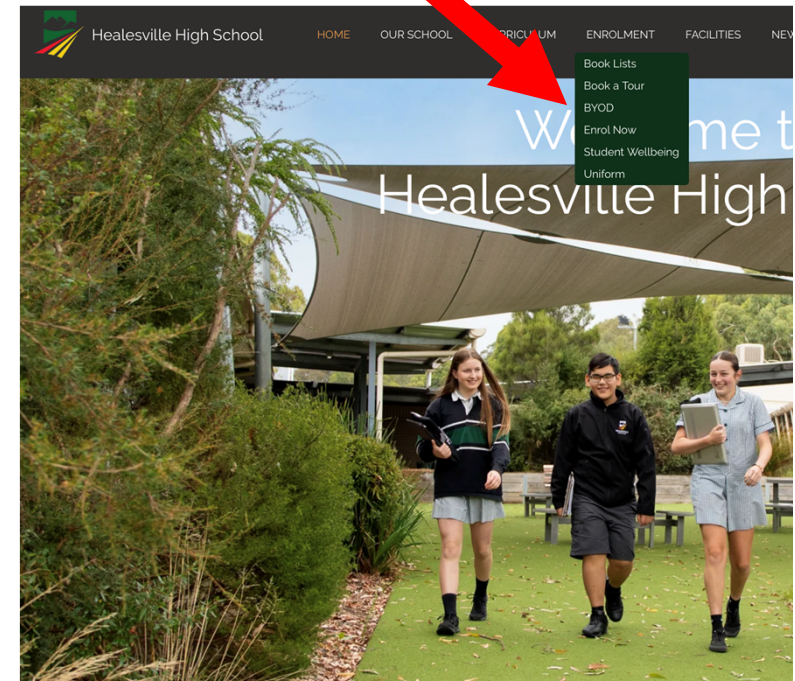 Healesville High School
HOME OUR SCHOOL ENROLMENT FACILITIES
Book Lists
Book a Tour
BYOD
Enrol Now
Student Wellbeing
Uniform
Healesville High